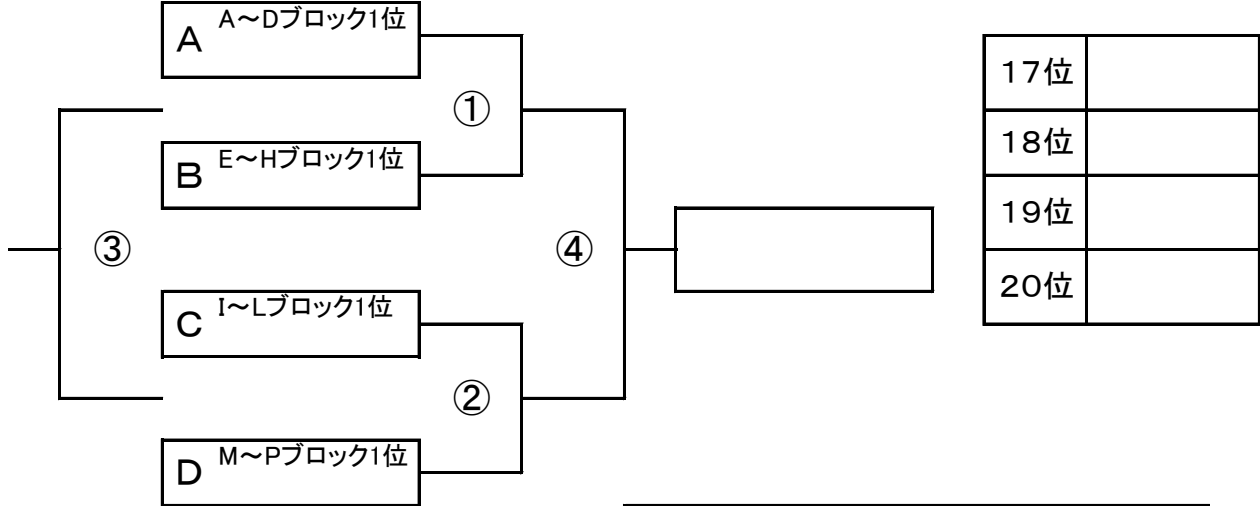 A A～Dブロック1位
①
B E～Hブロック1位
③
④
C I～Lブロック1位
②
D M～Pブロック1位
17位
18位
19位
20位